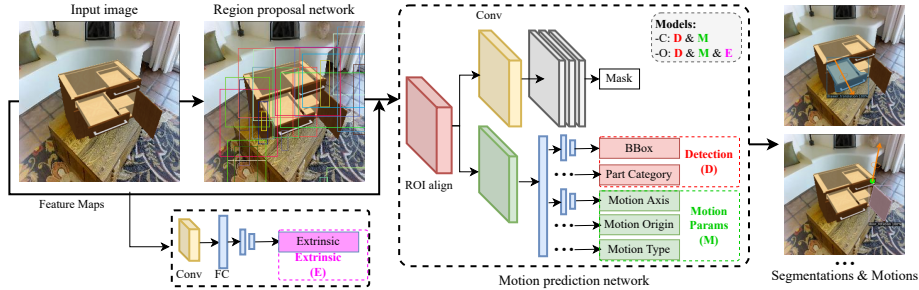 Input image
Region proposal network
Conv
Models:
-C: D & M
-O: D & M & E
Mask
ROI align
BBox
Part Category
Detection
(D)
Motion Axis
Motion Origin
Motion Type
Motion
Params
(M)
Feature Maps
Conv
FC
Extrinsic
Extrinsic
(E)
Motion prediction network
...
Segmentations & Motions